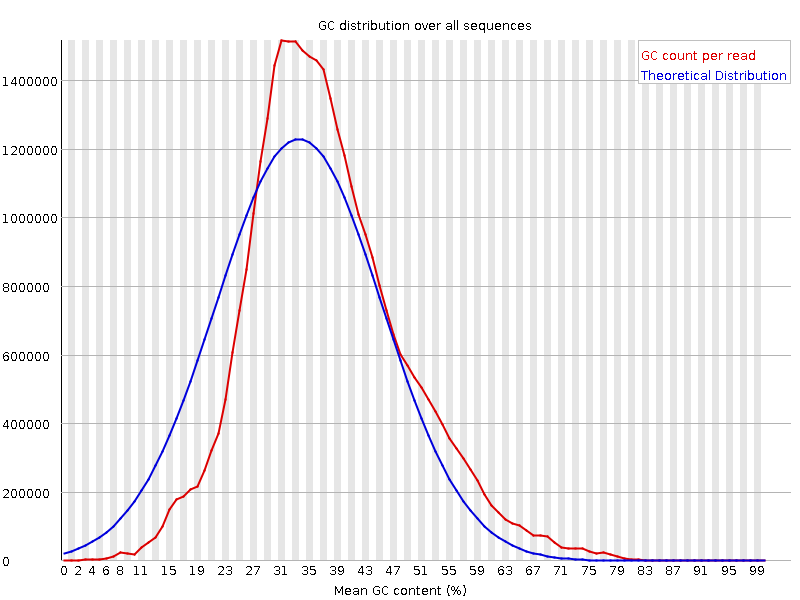 GC distribution over all sequences
GC count per read
Theoretical Distribution
1400000
1200000
1000000
800000
600000
400000
200000
0
0 2 4 6 8 11 15 19 23 27 31 35 39 43 47 51 55 59 63 67 71 75 79 83 87 91 95 99
Mean GC content (%)